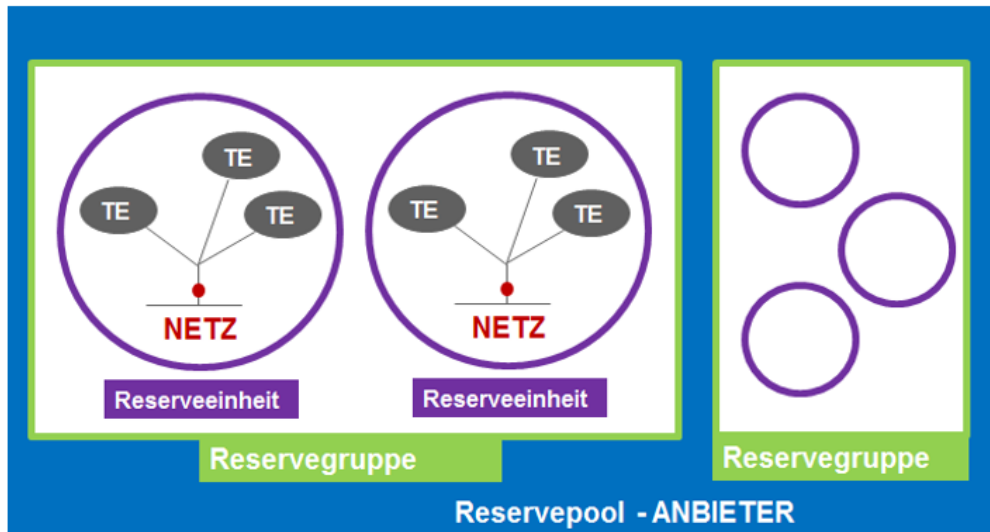 TE
TE
TE
NETZ
Reserveeinheit
TE
TE
TE
NETZ
Reserveeinheit
Reservegruppe
Reservegruppe
Reservepool - ANBIETER